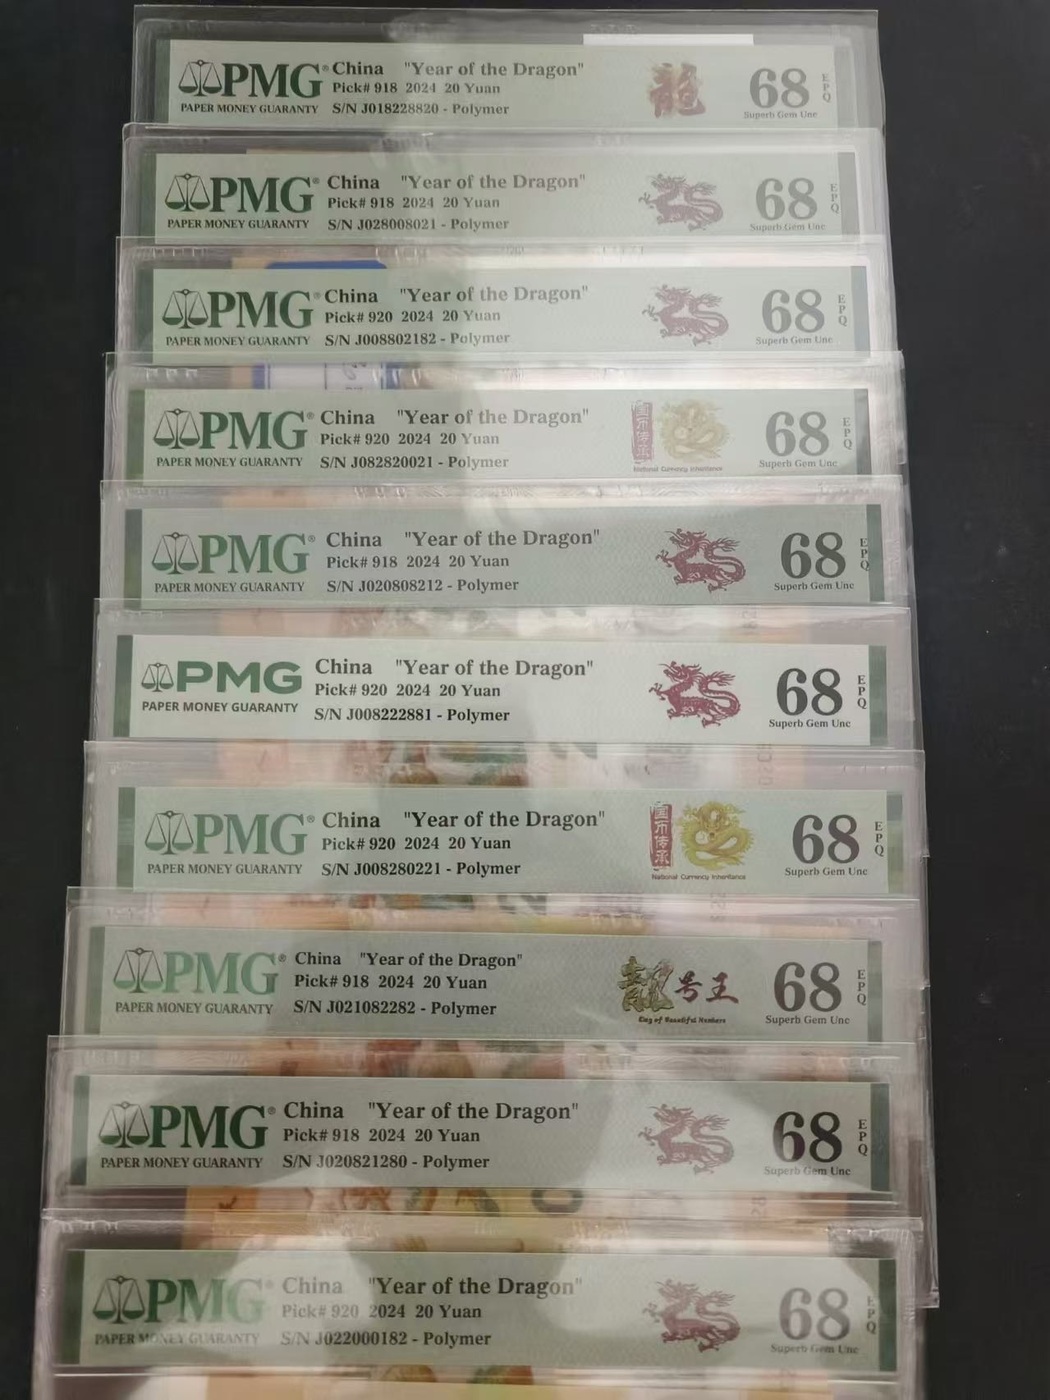 PMG® China "Year of the Dragon"
Pick# 918 2024 20 Yuan
PAPER MONEY GUARANTY
S/N J018228820 - Polymer
龍
68 EPQ
Superb Gem Unc
PMG® China "Year of the Dragon"
Pick# 918 2024 20 Yuan
PAPER MONEY GUARANTY
S/N J028008021 - Polymer
68 EPQ
Superb Gem Unc
PMG® China "Year of the Dragon"
Pick# 920 2024 20 Yuan
PAPER MONEY GUARANTY
S/N J008802182 - Polymer
68 EPQ
Superb Gem Unc
PMG® China "Year of the Dragon"
Pick# 920 2024 20 Yuan
PAPER MONEY GUARANTY
S/N J082820021 - Polymer
国币传承
National Currency Inheritance
68 EPQ
Superb Gem Unc
PMG® China "Year of the Dragon"
Pick# 918 2024 20 Yuan
PAPER MONEY GUARANTY
S/N J020808212 - Polymer
68 EPQ
Superb Gem Unc
PMG China "Year of the Dragon"
Pick# 920 2024 20 Yuan
PAPER MONEY GUARANTY
S/N J008222881 - Polymer
68 EPQ
Superb Gem Unc
PMG® China "Year of the Dragon"
Pick# 920 2024 20 Yuan
PAPER MONEY GUARANTY
S/N J008280221 - Polymer
国币传承
National Currency Inheritance
68 EPQ
Superb Gem Unc
PMG® China "Year of the Dragon"
Pick# 918 2024 20 Yuan
PAPER MONEY GUARANTY
S/N J021082282 - Polymer
靓号王
King of Beautiful Numbers
68 EPQ
Superb Gem Unc
PMG® China "Year of the Dragon"
Pick# 918 2024 20 Yuan
PAPER MONEY GUARANTY
S/N J020821280 - Polymer
68 EPQ
Superb Gem Unc
PMG® China "Year of the Dragon"
Pick# 920 2024 20 Yuan
PAPER MONEY GUARANTY
S/N J022000182 - Polymer
68 EPQ
Superb Gem Unc